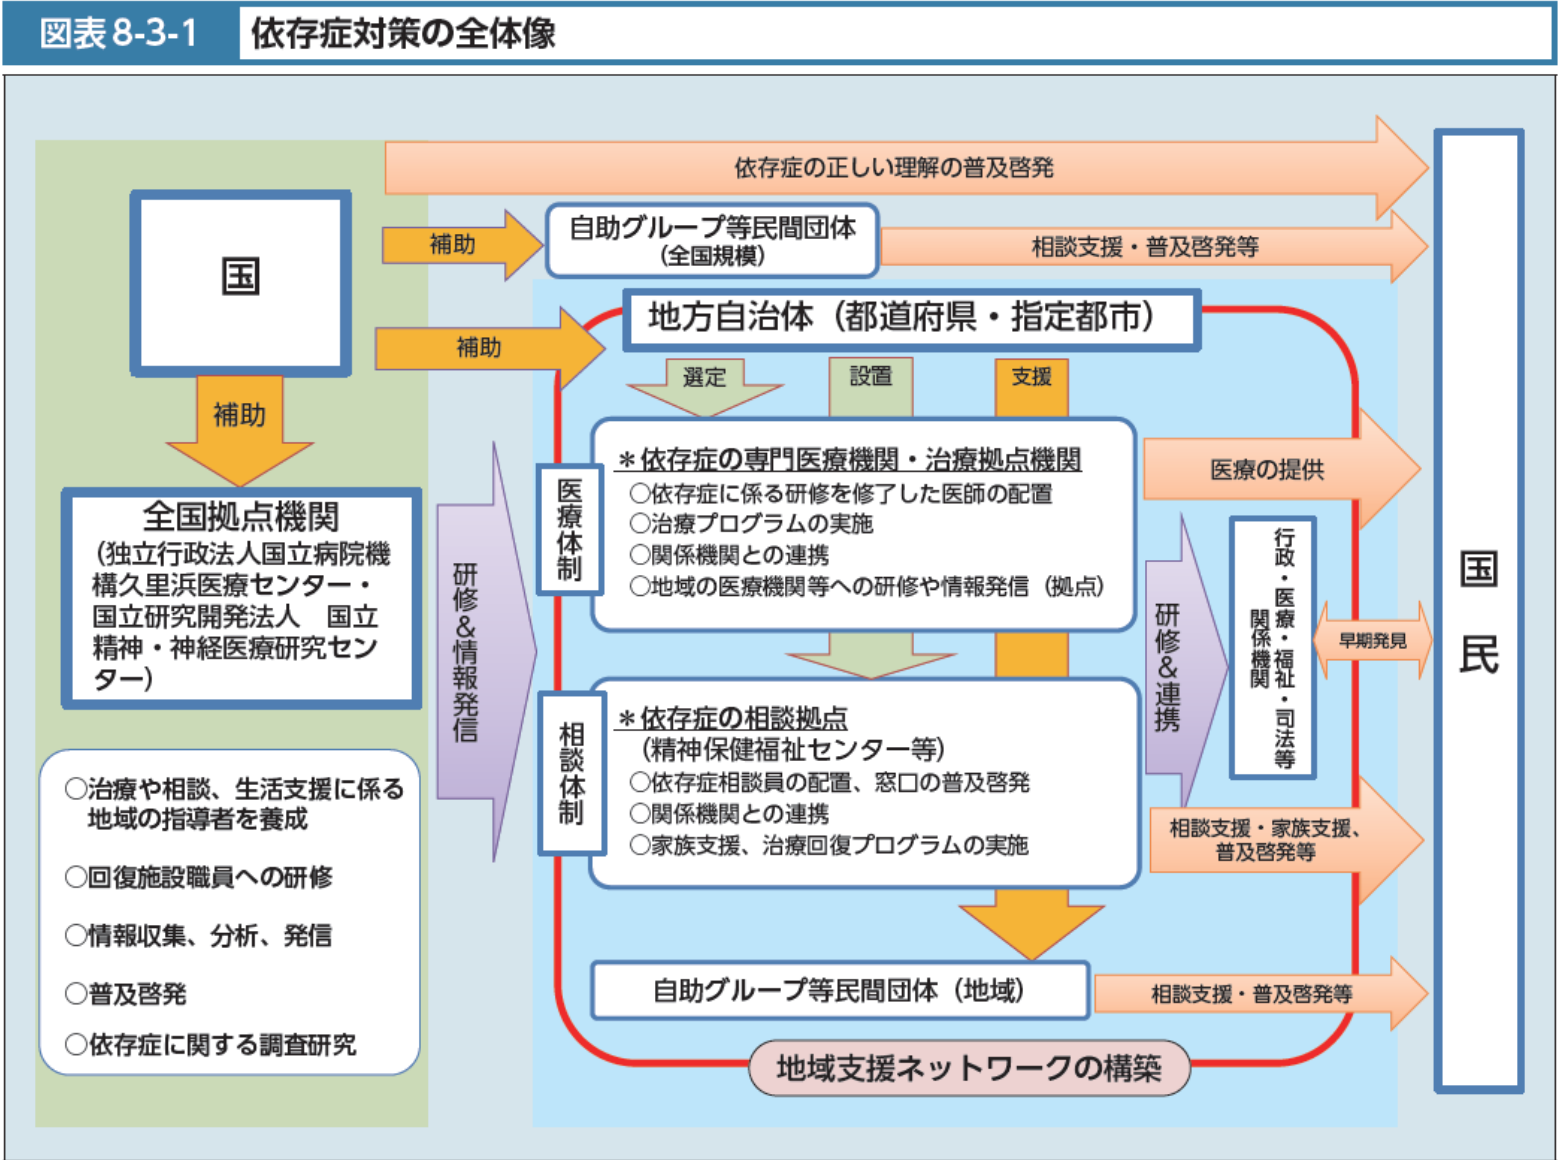 図表8-3-1 依存症対策の全体像
依存症の正しい理解の普及啓発
国
補助
自助グループ等民間団体
（全国規模）
相談支援・普及啓発等
補助
地方自治体（都道府県・指定都市）
選定
設置
支援
補助
全国拠点機関
（独立行政法人国立病院機
構久里浜医療センター・
国立研究開発法人　国立
精神・神経医療研究セン
ター）
○治療や相談、生活支援に係る
地域の指導者を養成
○回復施設職員への研修
○情報収集、分析、発信
○普及啓発
○依存症に関する調査研究
研修＆情報発信
医療体制
＊依存症の専門医療機関・治療拠点機関
○依存症に係る研修を修了した医師の配置
○治療プログラムの実施
○関係機関との連携
○地域の医療機関等への研修や情報発信（拠点）
相談体制
＊依存症の相談拠点
（精神保健福祉センター等）
○依存症相談員の配置、窓口の普及啓発
○関係機関との連携
○家族支援、治療回復プログラムの実施
自助グループ等民間団体（地域）
地域支援ネットワークの構築
医療の提供
研修＆連携
行政・医療・福祉・司法等
関係機関
早期発見
相談支援・家族支援、
普及啓発等
相談支援・普及啓発等
国民